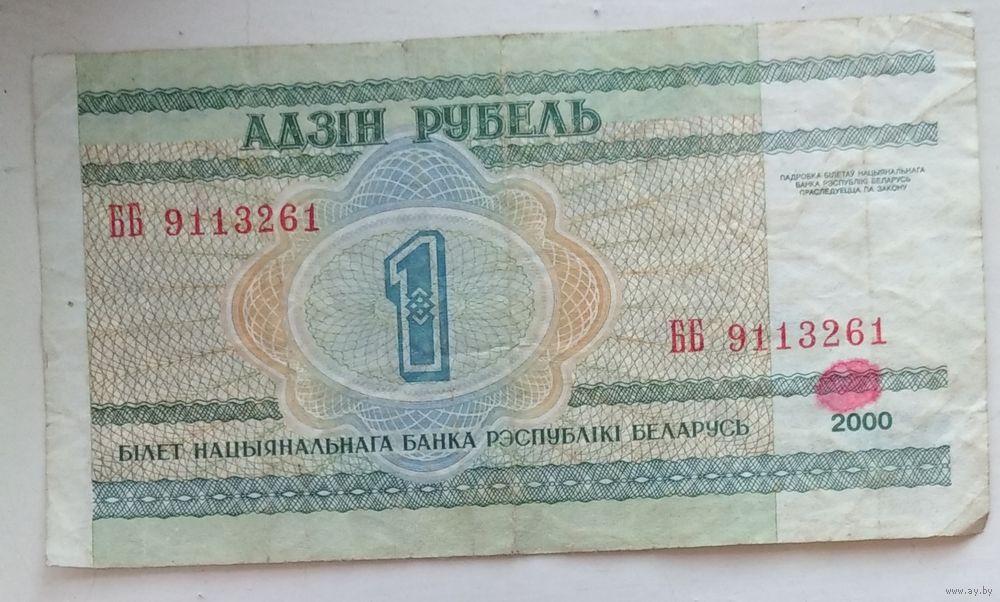 АДЗІН РУБЕЛЬ
ПАДРОБКА БІЛЕТАЎ НАЦЫЯНАЛЬНАГА
БАНКА РЭСПУБЛІКІ БЕЛАРУСЬ
ПРАСЛЕДУЕЦЦА ПА ЗАКОНУ
ББ 9113261
1
ББ 9113261
2000
БІЛЕТ НАЦЫЯНАЛЬНАГА БАНКА РЭСПУБЛІКІ БЕЛАРУСЬ
www.ay.by